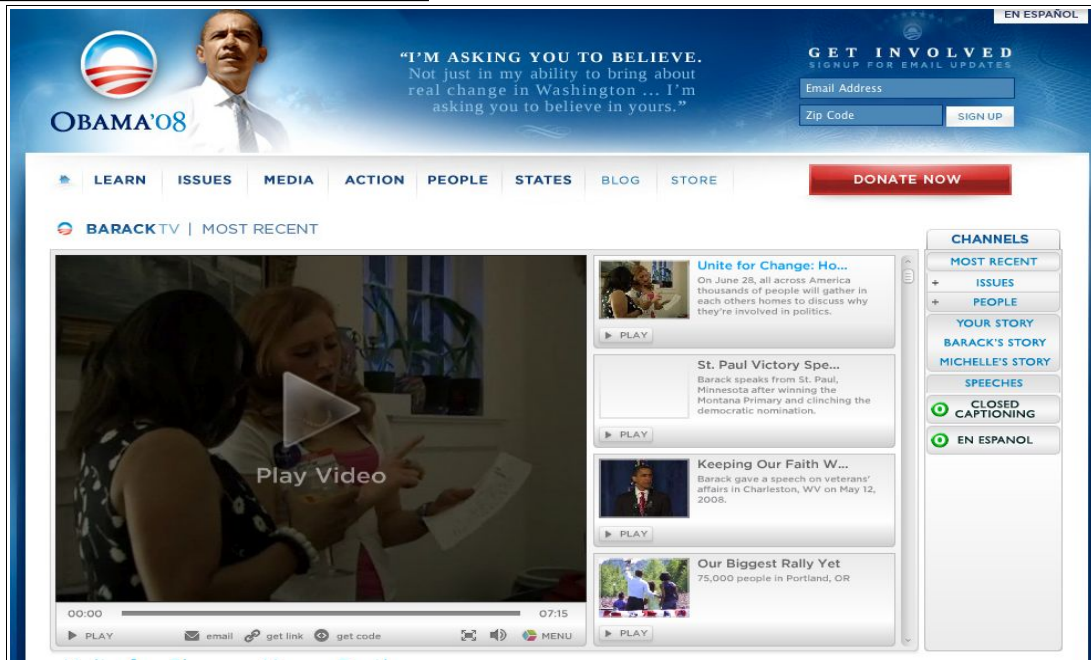 EN ESPAÑOL
OBAMA'08
“I'M ASKING YOU TO BELIEVE.
Not just in my ability to bring about
real change in Washington ... I'm
asking you to believe in yours.”
GET INVOLVED
SIGNUP FOR EMAIL UPDATES
Email Address
Zip Code
SIGN UP
LEARN ISSUES MEDIA ACTION PEOPLE STATES BLOG STORE
DONATE NOW
BARACKTV | MOST RECENT
Play Video
00:00 07:15
PLAY email get link get code MENU
Unite for Change: Ho...
On June 28, all across America
thousands of people will gather in
each others homes to discuss why
they're involved in politics.
PLAY
St. Paul Victory Spe...
Barack speaks from St. Paul,
Minnesota after winning the
Montana Primary and clinching the
democratic nomination.
PLAY
Keeping Our Faith W...
Barack gave a speech on veterans'
affairs in Charleston, WV on May 12,
2008.
PLAY
Our Biggest Rally Yet
75,000 people in Portland, OR
PLAY
CHANNELS
MOST RECENT
+ ISSUES
+ PEOPLE
YOUR STORY
BARACK'S STORY
MICHELLE'S STORY
SPEECHES
CLOSED
CAPTIONING
EN ESPANOL